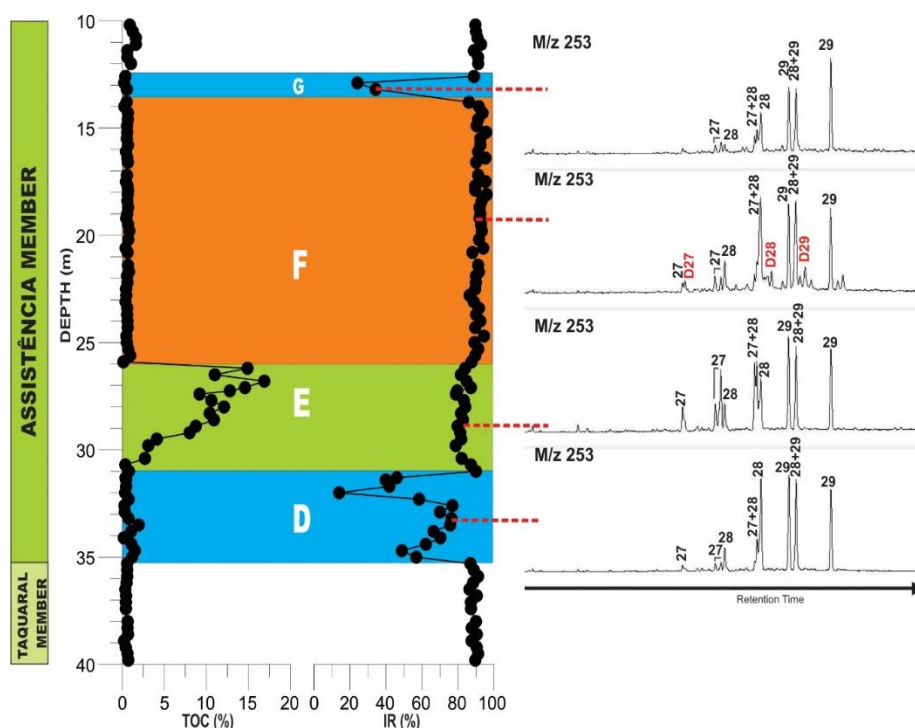 ASSISTÊNCIA MEMBER
TAQUARAL
MEMBER
DEPTH (m)
10
15
20
25
30
35
40
G
F
E
D
0
5
10
15
20
TOC (%)
0
20
40
60
80
100
IR (%)
M/z 253
27
28
27+28
28
29
28+29
29
M/z 253
27
D27
27
28
27+28
D28
29
28+29
D29
29
M/z 253
27
27
28
27+28
28
29
28+29
29
M/z 253
27
27
28
27+28
28
29
28+29
29
Retention Time